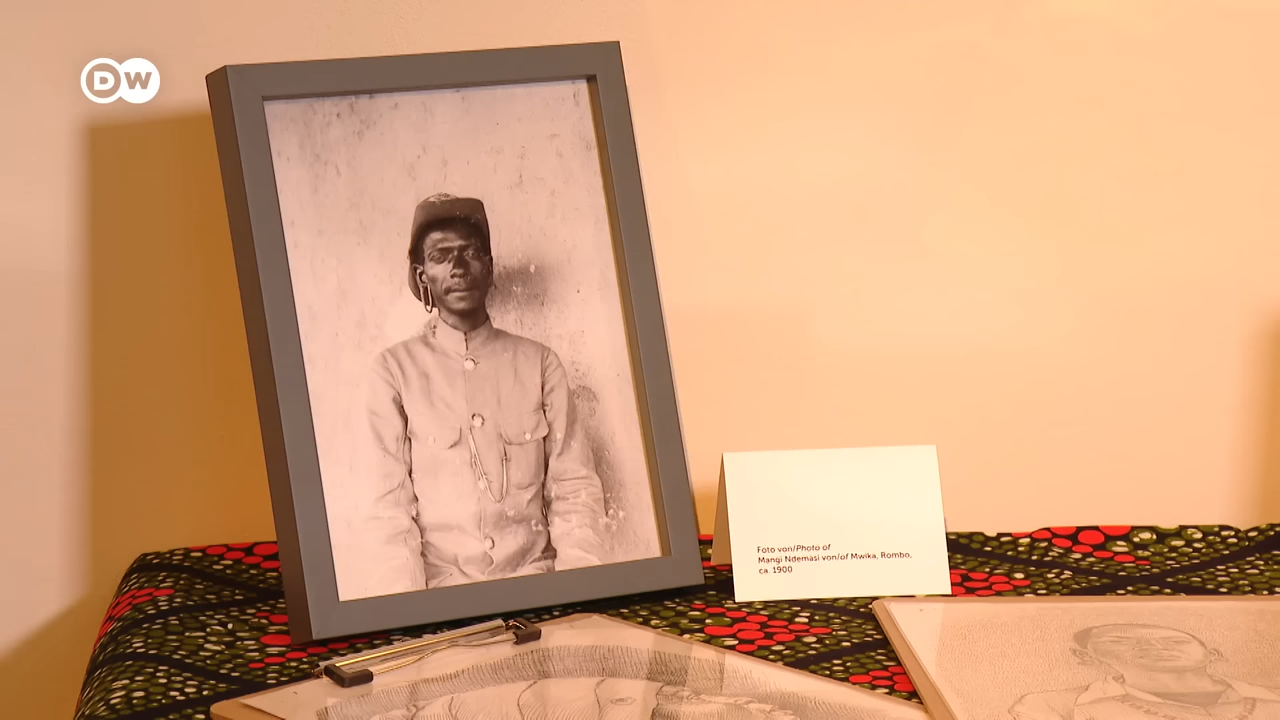 DW
Foto von/Photo of
Mangi Ndemasi von/of Mwika, Rombo,
ca. 1900